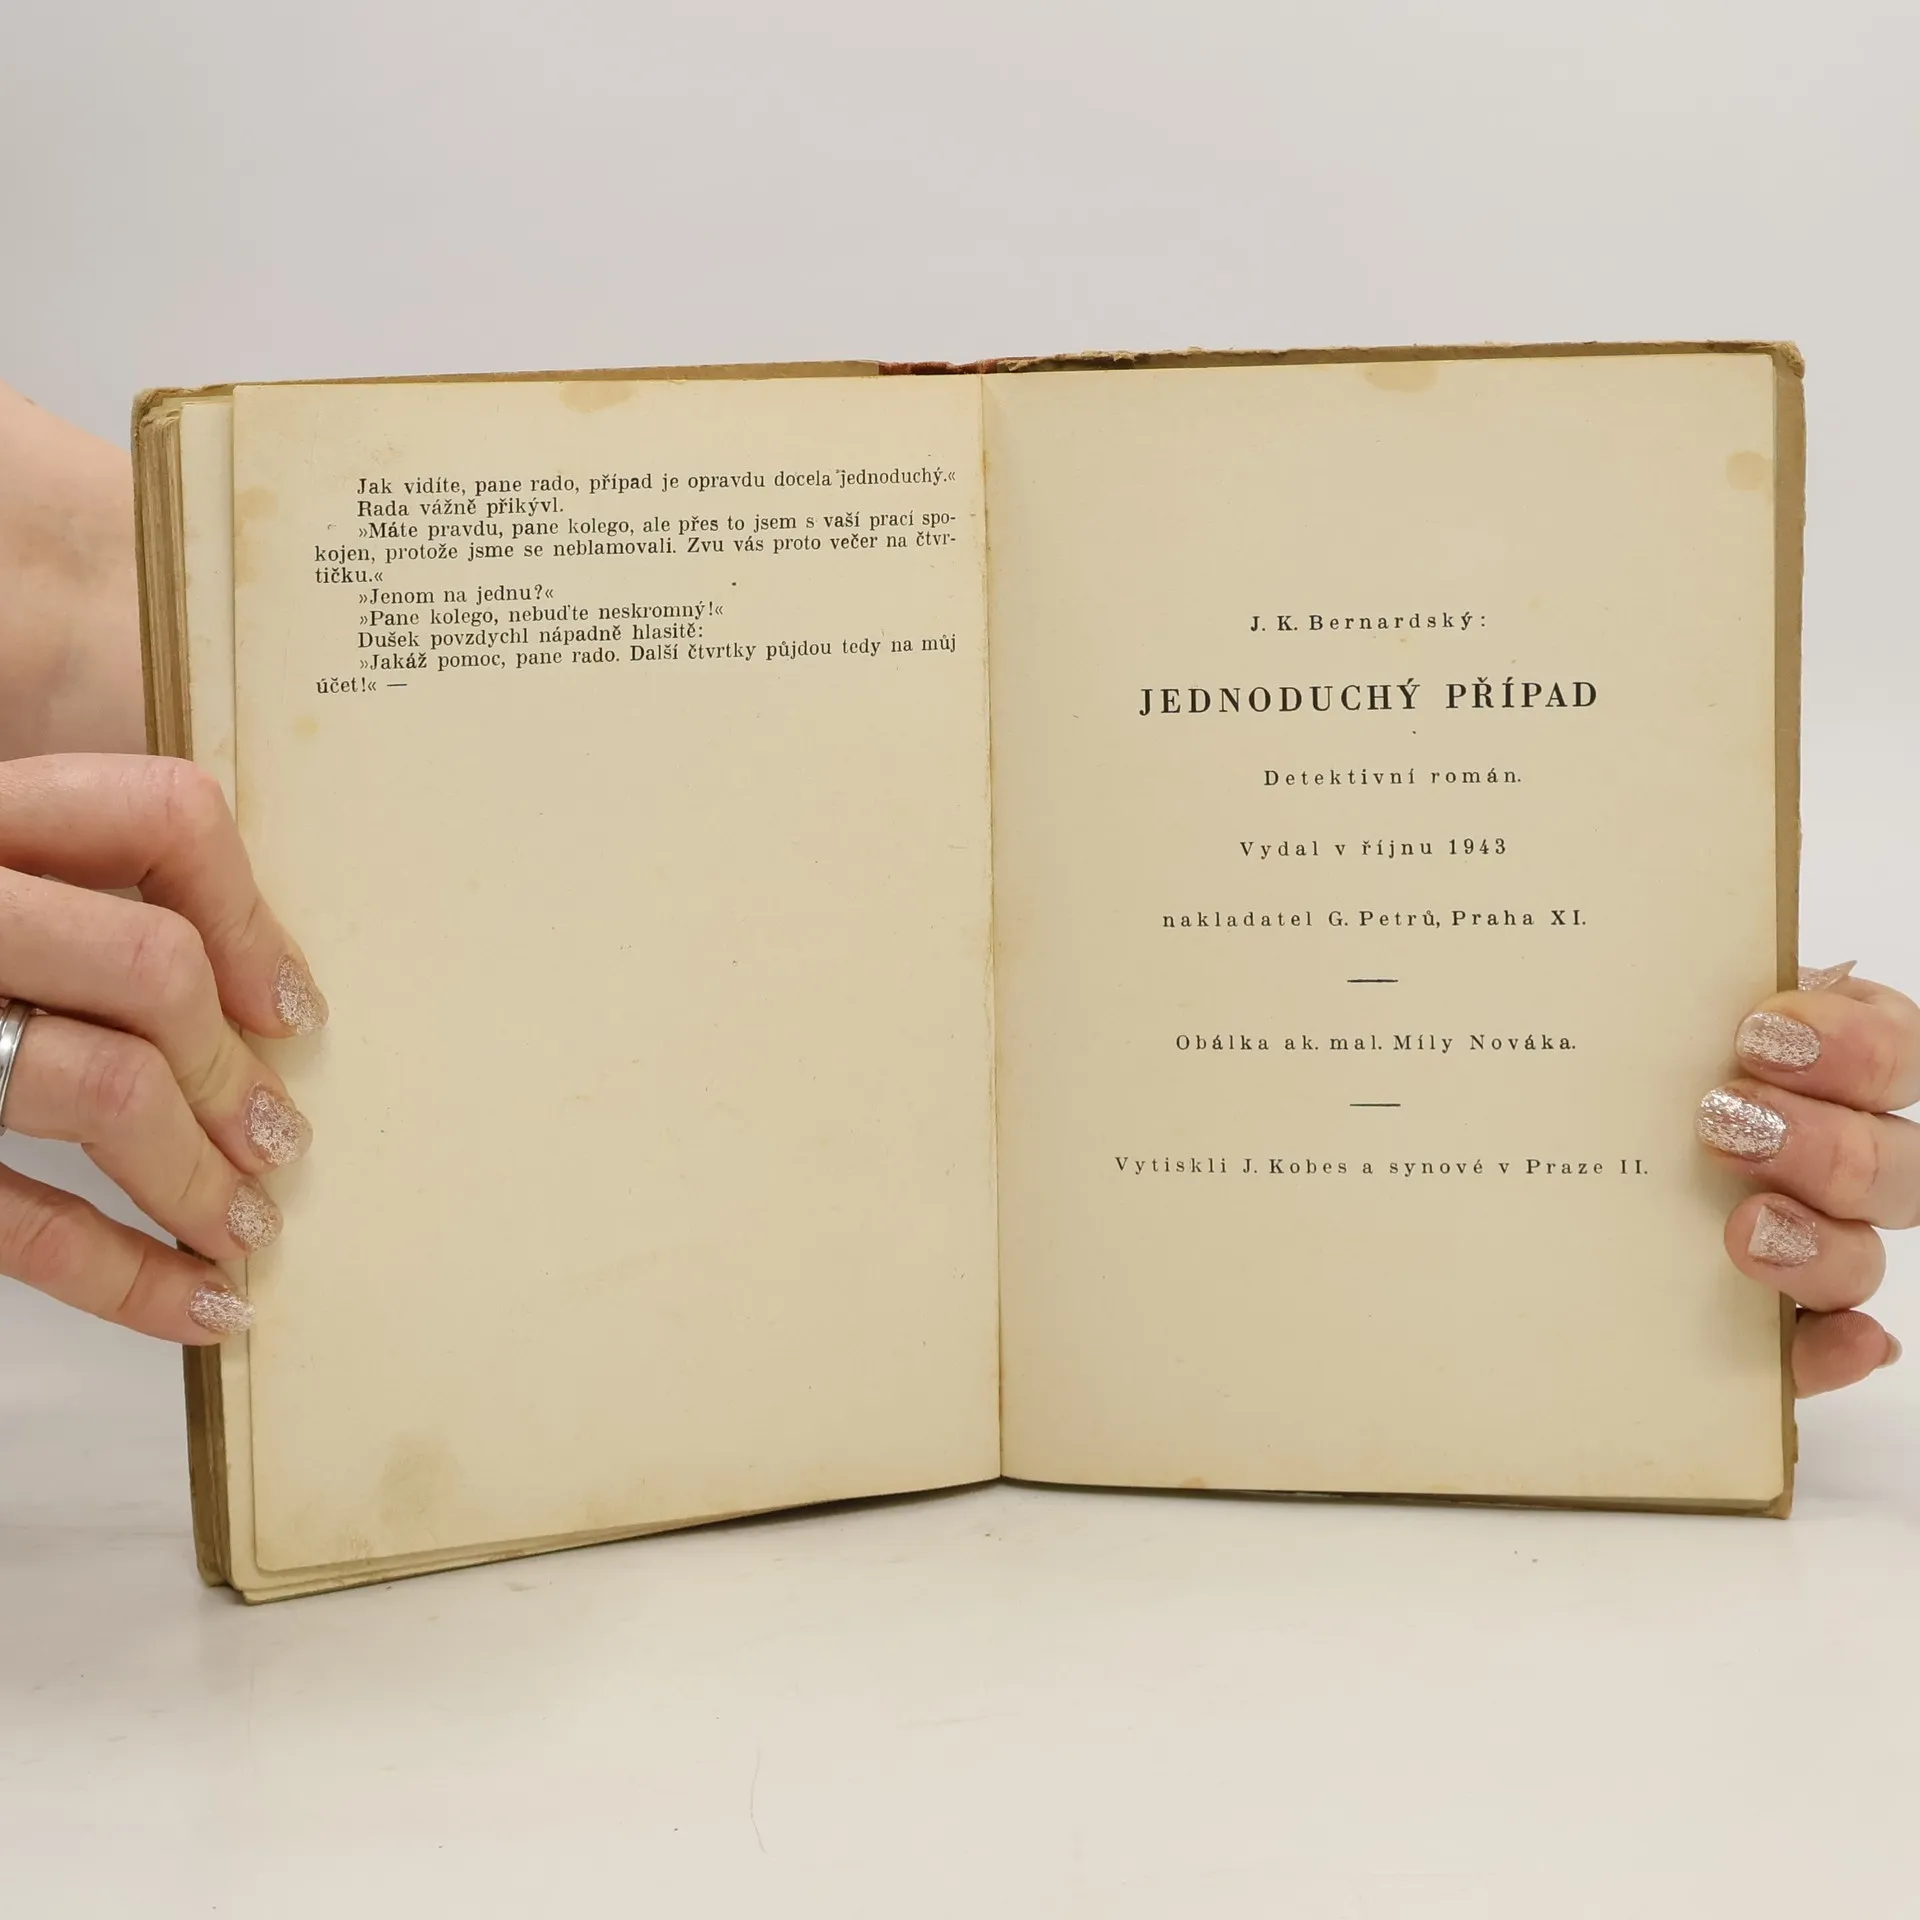 Jak vidíte, pane rado, případ je opravdu docela jednoduchý.«
Rada vážně přikývl.
»Máte pravdu, pane kolego, ale přes to jsem s vaší prací spo-
kojen, protože jsme se neblamovali. Zvu vás proto večer na čtvr-
tičku.«
»Jenom na jednu?«
»Pane kolego, nebuďte neskromný!«
Dušek povzdychl nápadně hlasitě:
»Jakáž pomoc, pane rado. Další čtvrtky půjdou tedy na můj
účet!« —
J. K. Bernardský:
JEDNODUCHÝ PŘÍPAD
Detektivní román.
Vydal v říjnu 1943
nakladatel G. Petrů, Praha XI.
Obálka ak. mal. Míly Nováka.
Vytiskli J. Kobes a synové v Praze II.